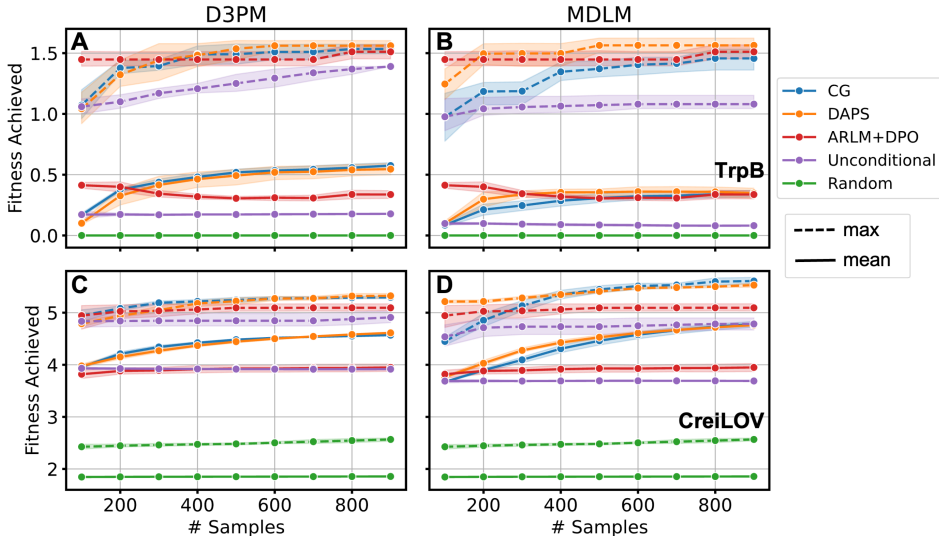 D3PM
MDLM
A
B
Fitness Achieved
1.5
1.0
0.5
0.0
TrpB
CG
DAPS
ARLM+DPO
Unconditional
Random
max
mean
C
D
Fitness Achieved
5
4
3
2
CreiLOV
200
400
600
800
200
400
600
800
# Samples
# Samples